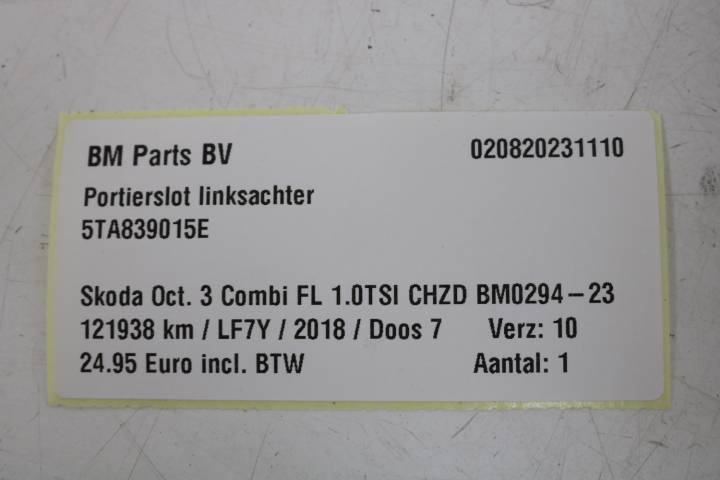 BM Parts BV 020820231110
Portierslot linksachter
5TA839015E
Skoda Oct. 3 Combi FL 1.0TSI CHZD BM0294-23
121938 km / LF7Y / 2018 / Doos 7 Verz: 10
24.95 Euro incl. BTW Aantal: 1